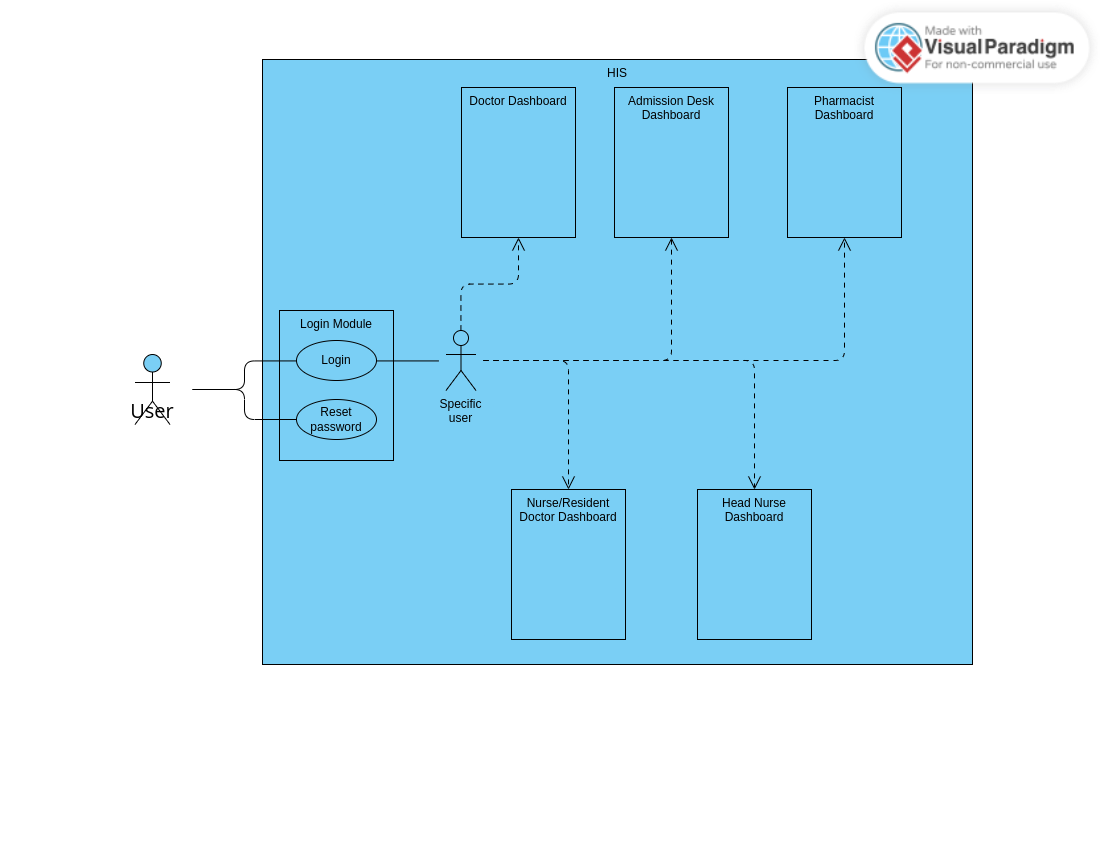 Made with
Visual Paradigm
For non-commercial use
HIS
Doctor Dashboard
Admission Desk
Dashboard
Pharmacist
Dashboard
Login Module
Login
Reset
password
User
Specific
user
Nurse/Resident
Doctor Dashboard
Head Nurse
Dashboard